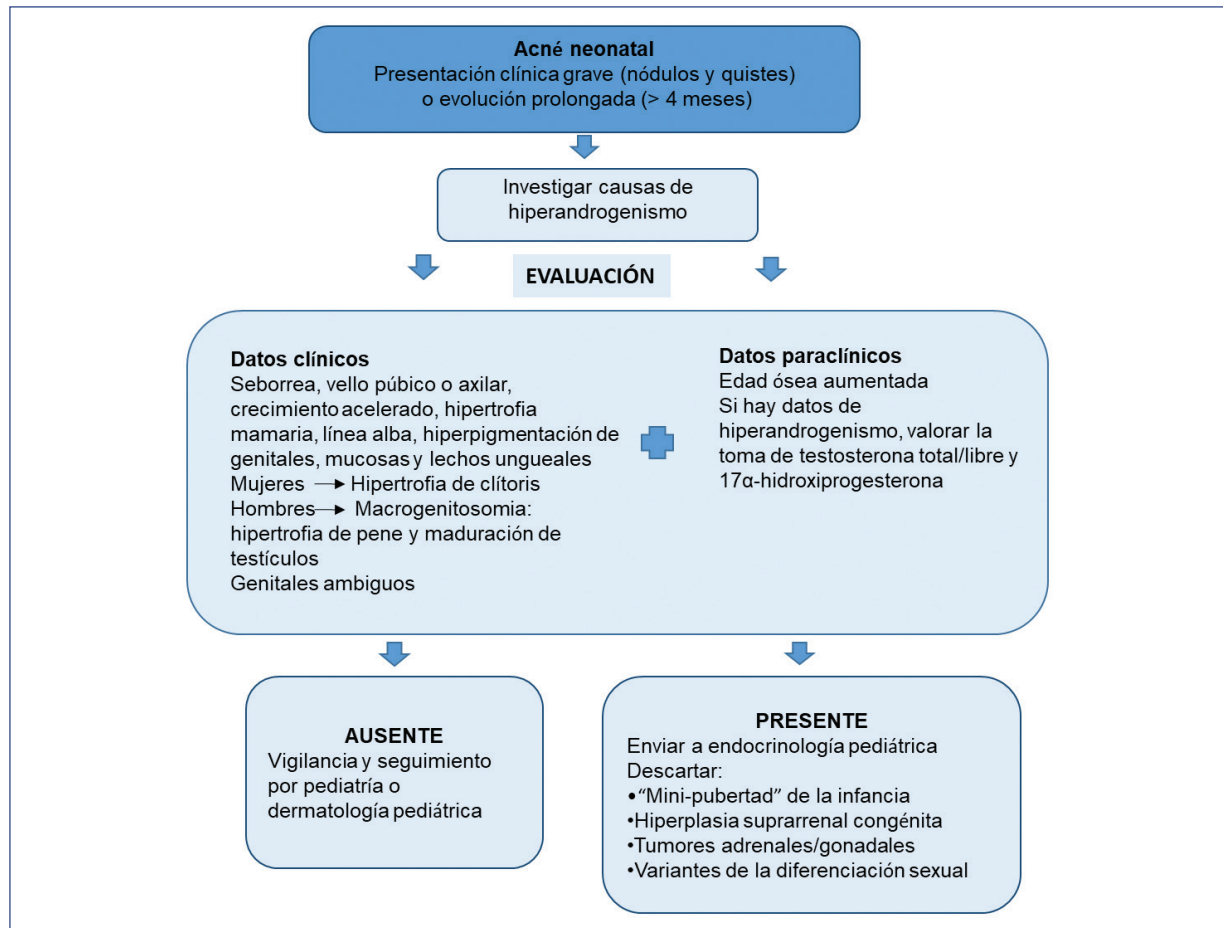 Acné neonatal
Presentación clínica grave (nódulos y quistes)
o evolución prolongada (> 4 meses)
Investigar causas de
hiperandrogenismo
EVALUACIÓN
Datos clínicos
Seborrea, vello púbico o axilar,
crecimiento acelerado, hipertrofia
mamaria, línea alba, hiperpigmentación de
genitales, mucosas y lechos ungueales
Mujeres → Hipertrofia de clítoris
Hombres → Macrogenitosomia:
hipertrofia de pene y maduración de
testículos
Genitales ambiguos
Datos paraclínicos
Edad ósea aumentada
Si hay datos de
hiperandrogenismo, valorar la
toma de testosterona total/libre y
17α-hidroxiprogesterona
AUSENTE
Vigilancia y seguimiento
por pediatría o
dermatología pediátrica
PRESENTE
Enviar a endocrinología pediátrica
Descartar:
•“Mini-pubertad” de la infancia
•Hiperplasia suprarrenal congénita
•Tumores adrenales/gonadales
•Variantes de la diferenciación sexual